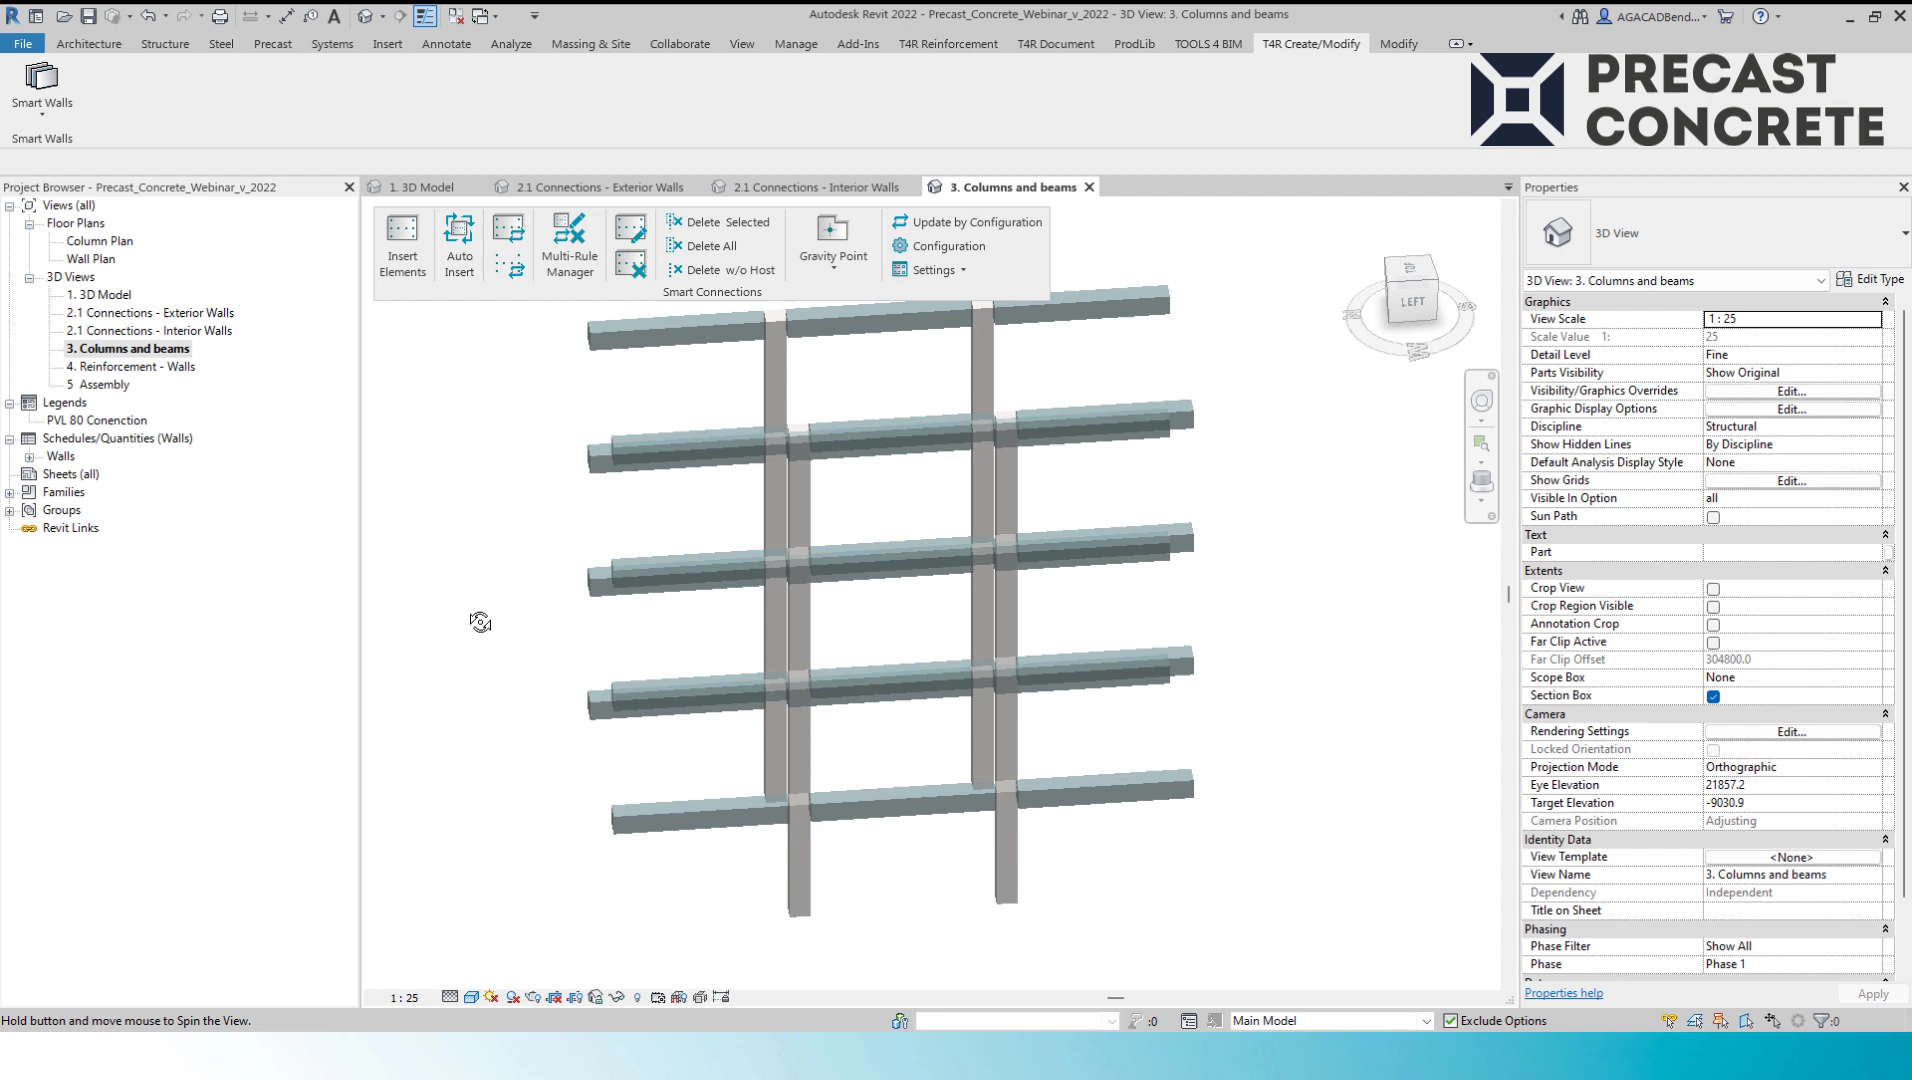 Autodesk Revit 2022 - Precast_Concrete_Webinar_v_2022 - 3D View: 3. Columns and beams
AGACADBend...
File Architecture Structure Steel Precast Systems Insert Annotate Analyze Massing & Site Collaborate View Manage Add-Ins T4R Reinforcement T4R Document ProdLib TOOLS 4 BIM T4R Create/Modify Modify
Smart Walls
Smart Walls
PRECAST
CONCRETE
Project Browser - Precast_Concrete_Webinar_v_2022
Views (all)
Floor Plans
Column Plan
Wall Plan
3D Views
1. 3D Model
2.1 Connections - Exterior Walls
2.1 Connections - Interior Walls
3. Columns and beams
4. Reinforcement - Walls
5 Assembly
Legends
PVL 80 Conenction
Schedules/Quantities (Walls)
Walls
Sheets (all)
Families
Groups
Revit Links
1. 3D Model
2.1 Connections - Exterior Walls
2.1 Connections - Interior Walls
3. Columns and beams
Insert
Elements
Auto
Insert
Multi-Rule
Manager
Delete Selected
Delete All
Delete w/o Host
Gravity Point
Update by Configuration
Configuration
Settings
Smart Connections
TOP
LEFT
Properties
3D View
3D View: 3. Columns and beams
Edit Type
Graphics
View Scale 1 : 25
Scale Value 1: 25
Detail Level Fine
Parts Visibility Show Original
Visibility/Graphics Overrides Edit...
Graphic Display Options Edit...
Discipline Structural
Show Hidden Lines By Discipline
Default Analysis Display Style None
Show Grids Edit...
Visible In Option all
Sun Path
Text
Part
Extents
Crop View
Crop Region Visible
Annotation Crop
Far Clip Active
Far Clip Offset 304800.0
Scope Box None
Section Box
Camera
Rendering Settings Edit...
Locked Orientation
Projection Mode Orthographic
Eye Elevation 21857.2
Target Elevation -9030.9
Camera Position Adjusting
Identity Data
View Template <None>
View Name 3. Columns and beams
Dependency Independent
Title on Sheet
Phasing
Phase Filter Show All
Phase Phase 1
Properties help
Apply
1 : 25
Hold button and move mouse to Spin the View.
:0
Main Model
Exclude Options
:0